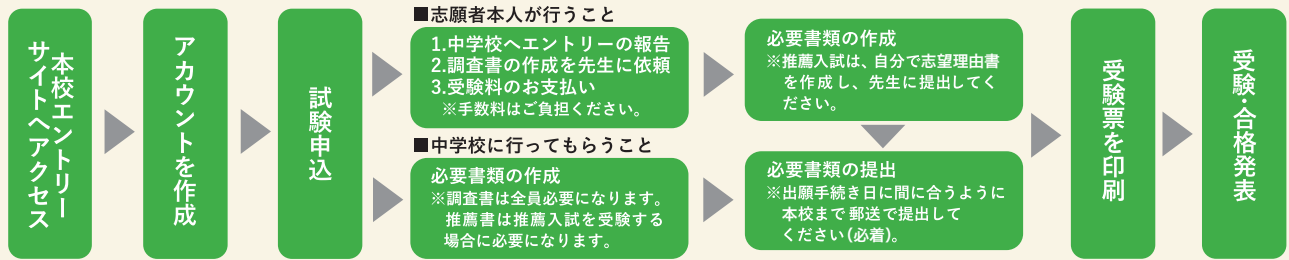 本校エントリー
サイトへアクセス
アカウントを作成
試験申込
■志願者本人が行うこと
1.中学校へエントリーの報告
2.調査書の作成を先生に依頼
3.受験料のお支払い
※手数料はご負担ください。
■中学校に行ってもらうこと
必要書類の作成
※調査書は全員必要になります。
推薦書は推薦入試を受験する
場合に必要になります。
必要書類の作成
※推薦入試は、自分で志望理由書
を作成し、先生に提出してく
ださい。
必要書類の提出
※出願手続き日に間に合うように
本校まで郵送で提出して
ください(必着)。
受験票を印刷
受験・合格発表